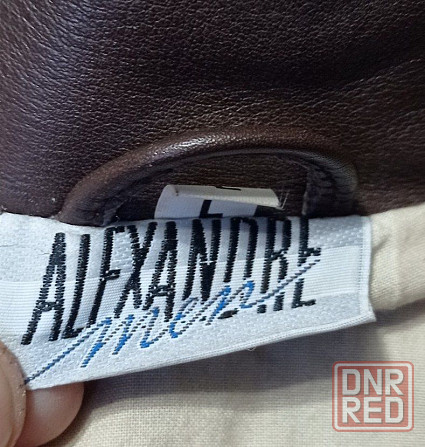 L
ALEXANDRE
men
DNR
RED